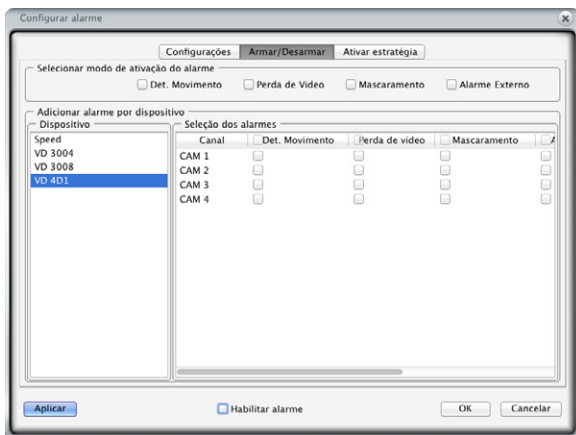 Configurar alarme
Configurações Armar/Desarmar Ativar estratégia
Selecionar modo de ativação do alarme
Det. Movimento Perda de Video Mascaramento Alarme Externo
Adicionar alarme por dispositivo
Dispositivo
Speed
VD 3004
VD 3008
VD 4D1
Seleção dos alarmes
Canal Det. Movimento Perda de vídeo Mascaramento A
CAM 1
CAM 2
CAM 3
CAM 4
Aplicar Habilitar alarme OK Cancelar